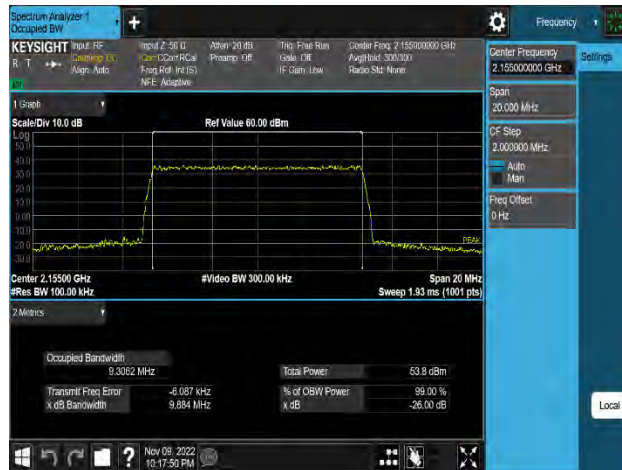 Spectrum Analyzer 1
Occupied BW
Frequency
KEYSIGHT
R T
Input: RF
Coupling: DC
Align: Auto
Input Z: 50 Ω
Corr CCorr RCal
Freq Ref: Int (S)
NFE: Adaptive
Atten: 20 dB
Preamp: Off
Trig: Free Run
Gate: Off
IF Gain: Low
Center Freq: 2.155000000 GHz
Avg|Hold: 300/300
Radio Std: None
Center Frequency
2.155000000 GHz
Settings
Span
20.000 MHz
CF Step
2.000000 MHz
Auto
Man
Freq Offset
0 Hz
1 Graph
Scale/Div 10.0 dB
Ref Value 60.00 dBm
Log
50.0
40.0
30.0
20.0
10.0
0.00
-10.0
-20.0
-30.0
PEAK
Center 2.15500 GHz
#Video BW 300.00 kHz
Span 20 MHz
#Res BW 100.00 kHz
Sweep 1.93 ms (1001 pts)
2 Metrics
Occupied Bandwidth
9.3062 MHz
Total Power
53.8 dBm
Transmit Freq Error
-6.087 kHz
% of OBW Power
99.00 %
x dB Bandwidth
9.884 MHz
x dB
-26.00 dB
Local
?
Nov 09, 2022
10:17:50 PM